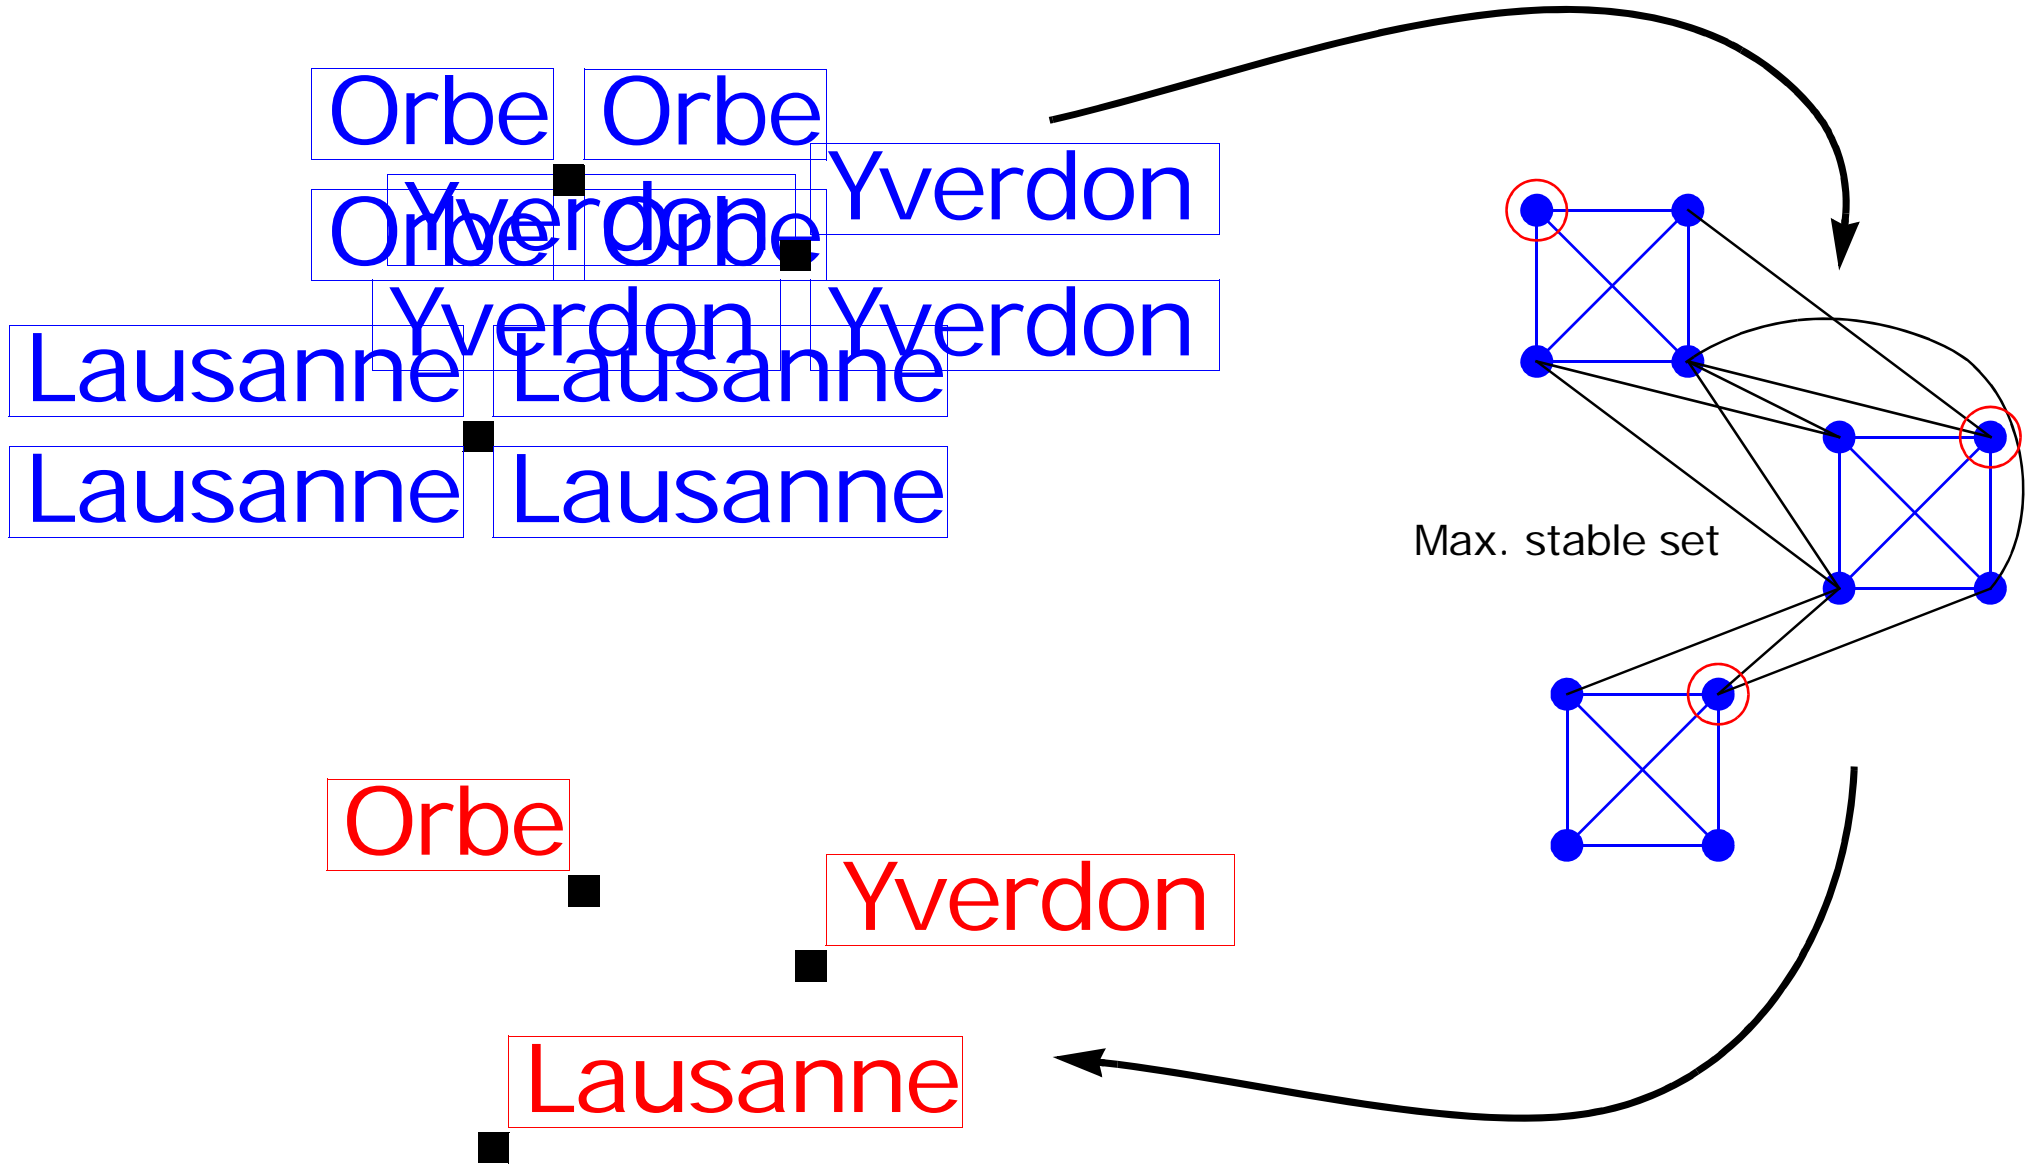 Orbe Orbe
Yverdon
Yverdon
Orbe Orbe
Yverdon Yverdon
Lausanne Lausanne
Lausanne Lausanne
Max. stable set
Orbe
Yverdon
Lausanne